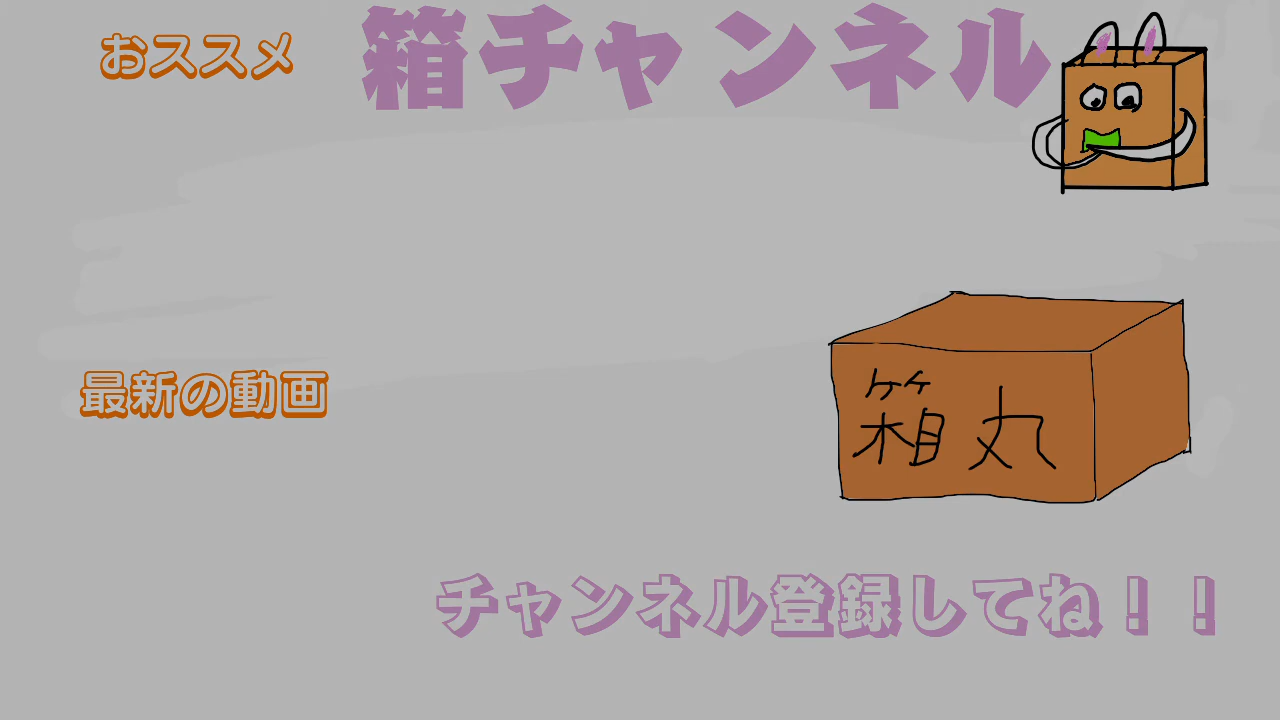 おススメ
箱チャンネル
最新の動画
箱丸
チャンネル登録してね！！